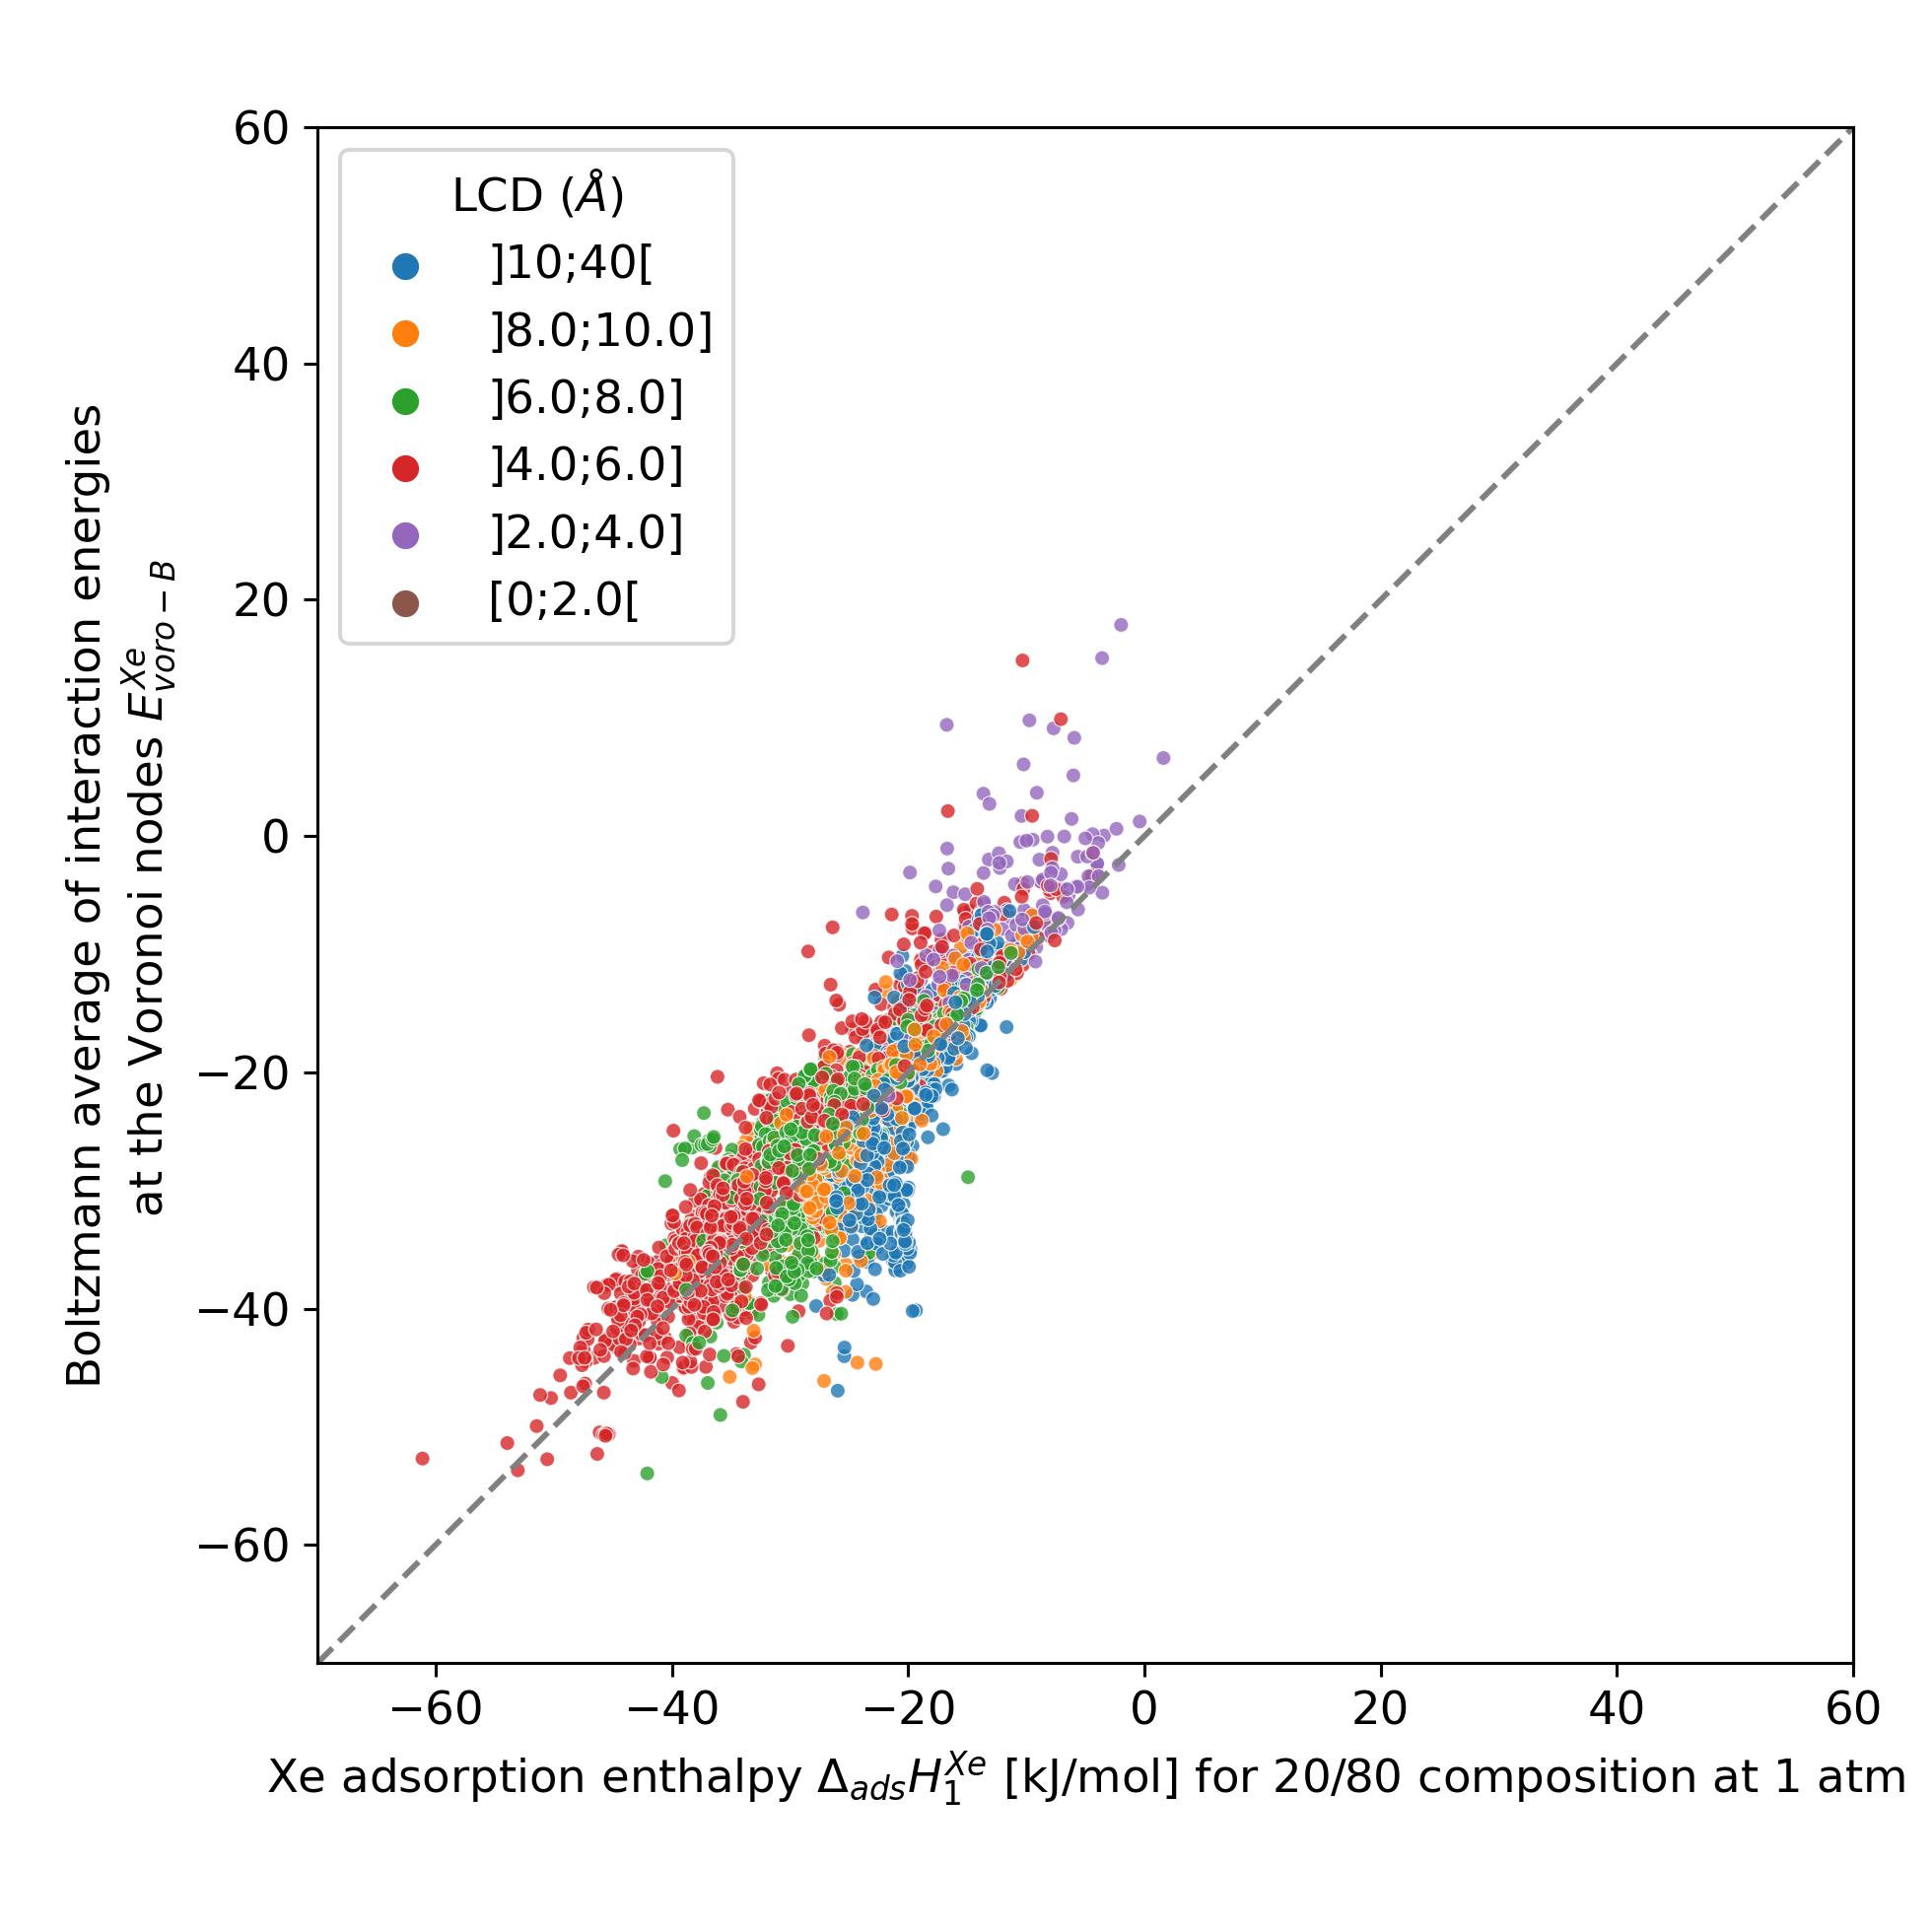 Boltzmann average of interaction energies
at the Voronoi nodes $E^{Xe}_{voro-B}$
60
40
20
0
−20
−40
−60
LCD (Å)
]10;40[
]8.0;10.0]
]6.0;8.0]
]4.0;6.0]
]2.0;4.0]
[0;2.0[
−60 −40 −20 0 20 40 60
Xe adsorption enthalpy $\Delta_{ads}H_1^{Xe}$ [kJ/mol] for 20/80 composition at 1 atm